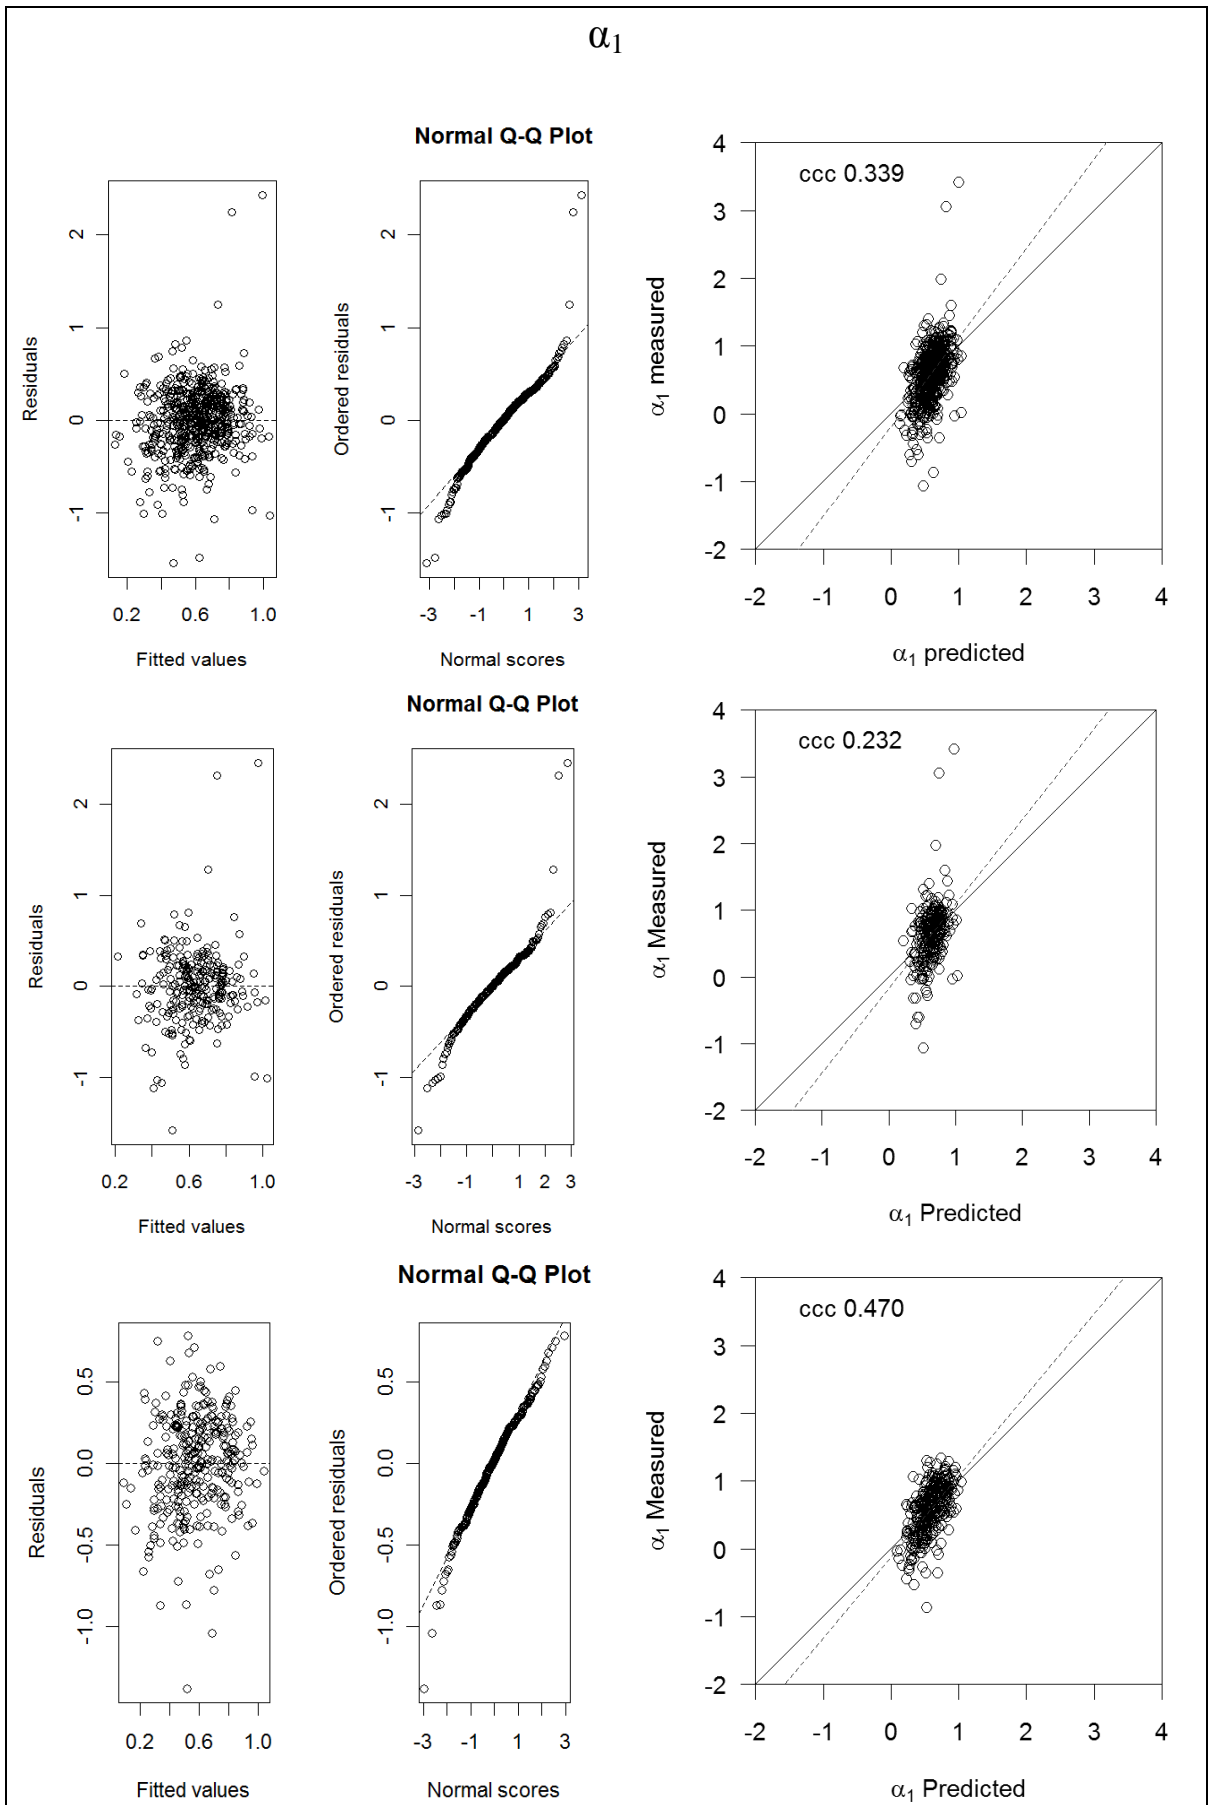 α₁
Normal Q-Q Plot
Residuals
2
1
0
-1
0.2 0.6 1.0
Fitted values
Ordered residuals
2
1
0
-1
-3 -1 1 3
Normal scores
ccc 0.339
α₁ measured
4
3
2
1
0
-1
-2
-2 -1 0 1 2 3 4
α₁ predicted
Normal Q-Q Plot
Residuals
2
1
0
-1
0.2 0.6 1.0
Fitted values
Ordered residuals
2
1
0
-1
-3 -1 1 2 3
Normal scores
ccc 0.232
α₁ Measured
4
3
2
1
0
-1
-2
-2 -1 0 1 2 3 4
α₁ Predicted
Normal Q-Q Plot
Residuals
0.5
0.0
-0.5
-1.0
0.2 0.6 1.0
Fitted values
Ordered residuals
0.5
0.0
-0.5
-1.0
-3 -1 1 3
Normal scores
ccc 0.470
α₁ Measured
4
3
2
1
0
-1
-2
-2 -1 0 1 2 3 4
α₁ Predicted